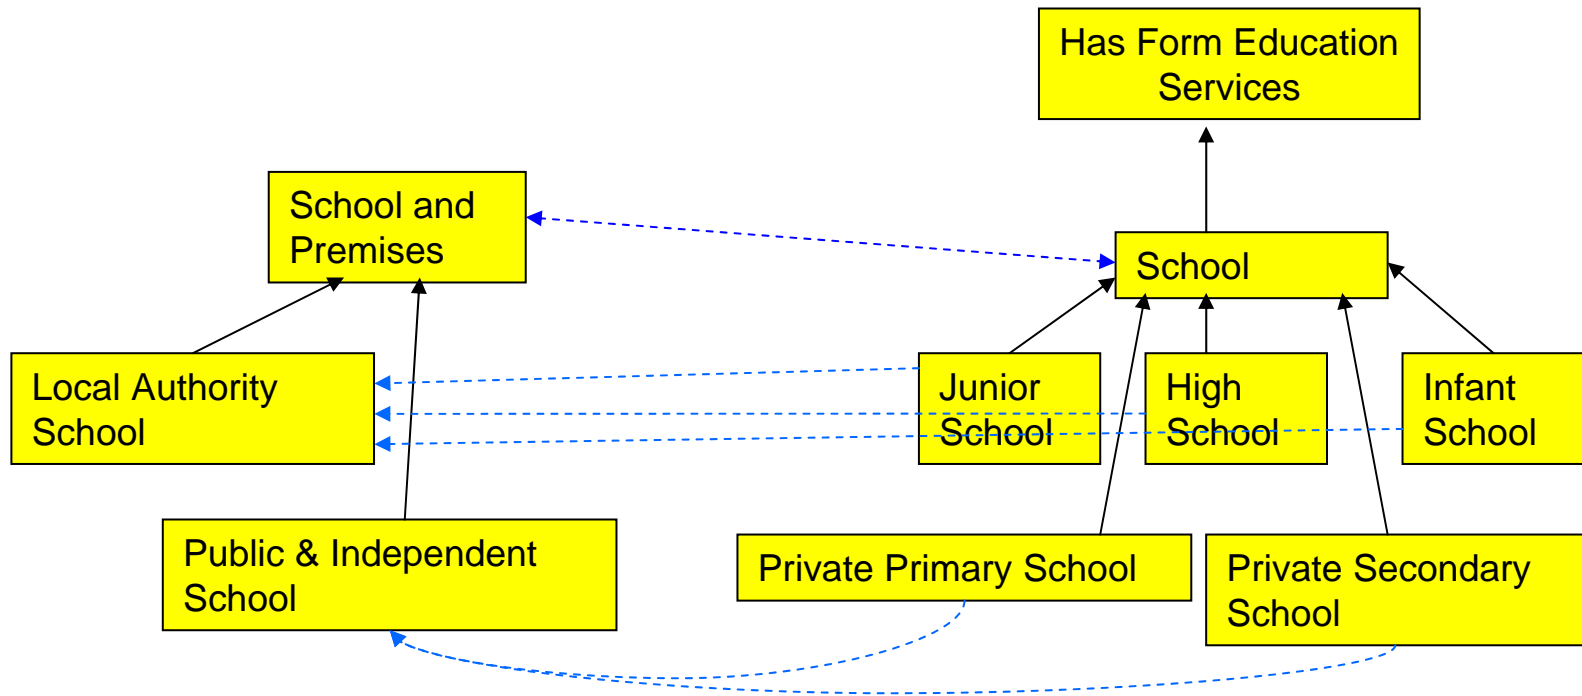 Has Form Education
Services
School and
Premises
School
Local Authority
School
Junior
School
High
School
Infant
School
Public & Independent
School
Private Primary School
Private Secondary
School